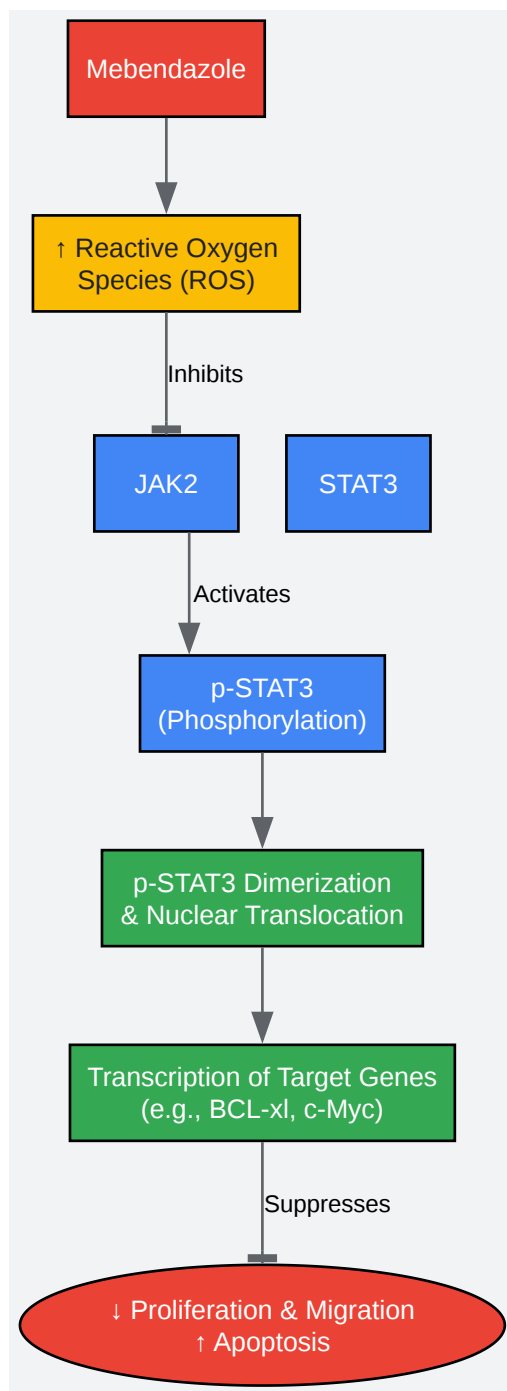 Mebendazole
↑ Reactive Oxygen
Species (ROS)
Inhibits
JAK2
STAT3
Activates
p-STAT3
(Phosphorylation)
p-STAT3 Dimerization
& Nuclear Translocation
Transcription of Target Genes
(e.g., BCL-xl, c-Myc)
Suppresses
↓ Proliferation & Migration
↑ Apoptosis